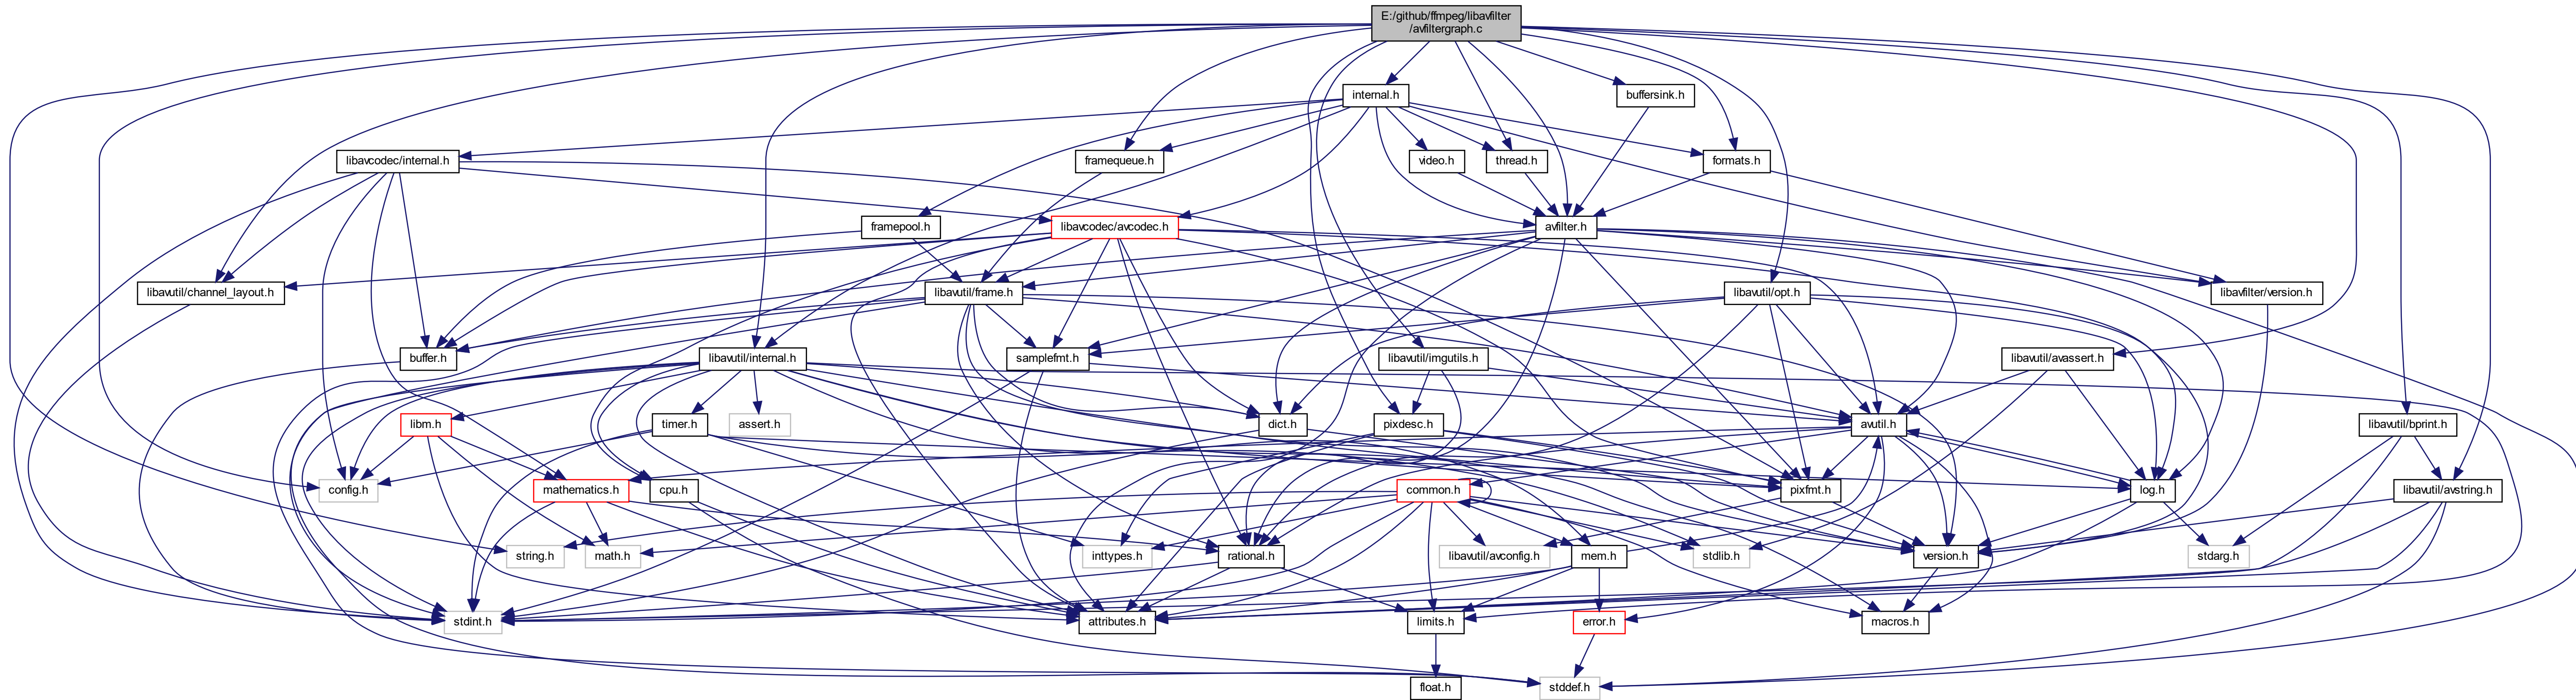 E:/github/ffmpeg/libavfilter
/avfiltergraph.c
internal.h
buffersink.h
libavcodec/internal.h
framequeue.h
video.h
thread.h
formats.h
framepool.h
libavcodec/avcodec.h
avfilter.h
libavutil/channel_layout.h
libavutil/frame.h
libavutil/opt.h
libavfilter/version.h
buffer.h
libavutil/internal.h
samplefmt.h
libavutil/imgutils.h
libavutil/avassert.h
libm.h
timer.h
assert.h
dict.h
pixdesc.h
avutil.h
libavutil/bprint.h
config.h
mathematics.h
cpu.h
common.h
pixfmt.h
log.h
libavutil/avstring.h
string.h
math.h
rational.h
inttypes.h
libavutil/avconfig.h
mem.h
stdlib.h
version.h
stdarg.h
stdint.h
attributes.h
limits.h
error.h
macros.h
float.h
stddef.h